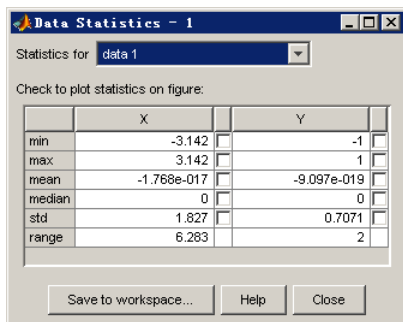 Data Statistics - 1
Statistics for data 1
Check to plot statistics on figure:
X Y
min -3.142 -1
max 3.142 1
mean -1.768e-017 -9.097e-019
median 0 0
std 1.827 0.7071
range 6.283 2
Save to workspace... Help Close